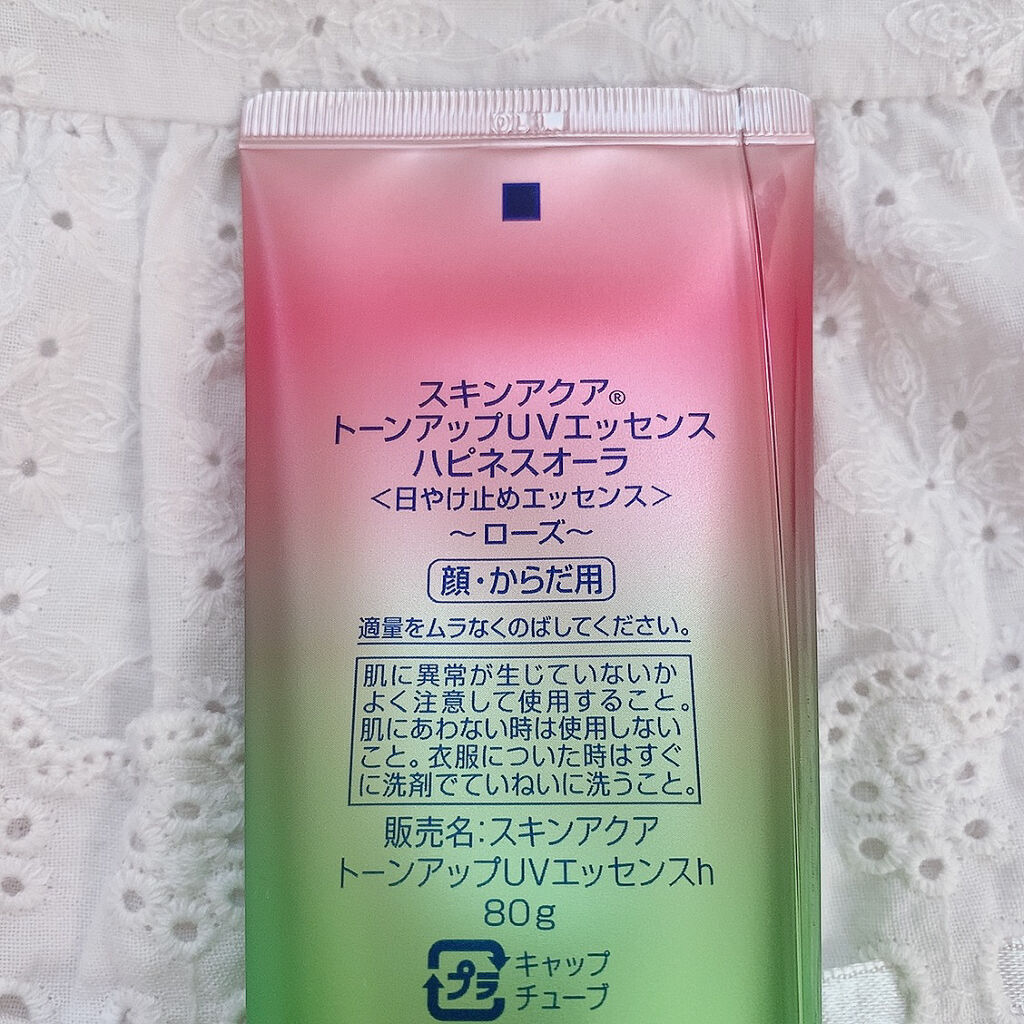 スキンアクア®
トーンアップUVエッセンス
ハピネスオーラ
＜日やけ止めエッセンス＞
～ローズ～
顔・からだ用
適量をムラなくのばしてください。
肌に異常が生じていないか
よく注意して使用すること。
肌にあわない時は使用しない
こと。衣服についた時はすぐ
に洗剤でていねいに洗うこと。
販売名：スキンアクア
トーンアップUVエッセンスh
80g
プラ
キャップ
チューブ